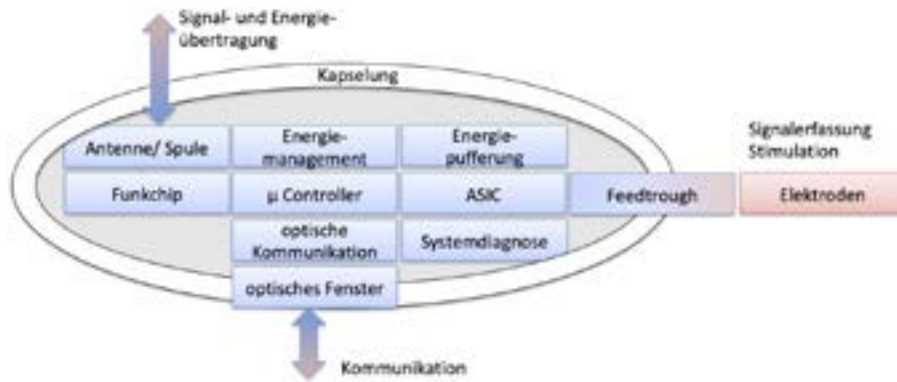 Signal- und Energie-
übertragung
Kapselung
Antenne/ Spule
Energie-
management
Energie-
pufferung
Signalerfassung
Stimulation
Funkchip
µ Controller
ASIC
Feedtrough
Elektroden
optische
Kommunikation
Systemdiagnose
optisches Fenster
Kommunikation